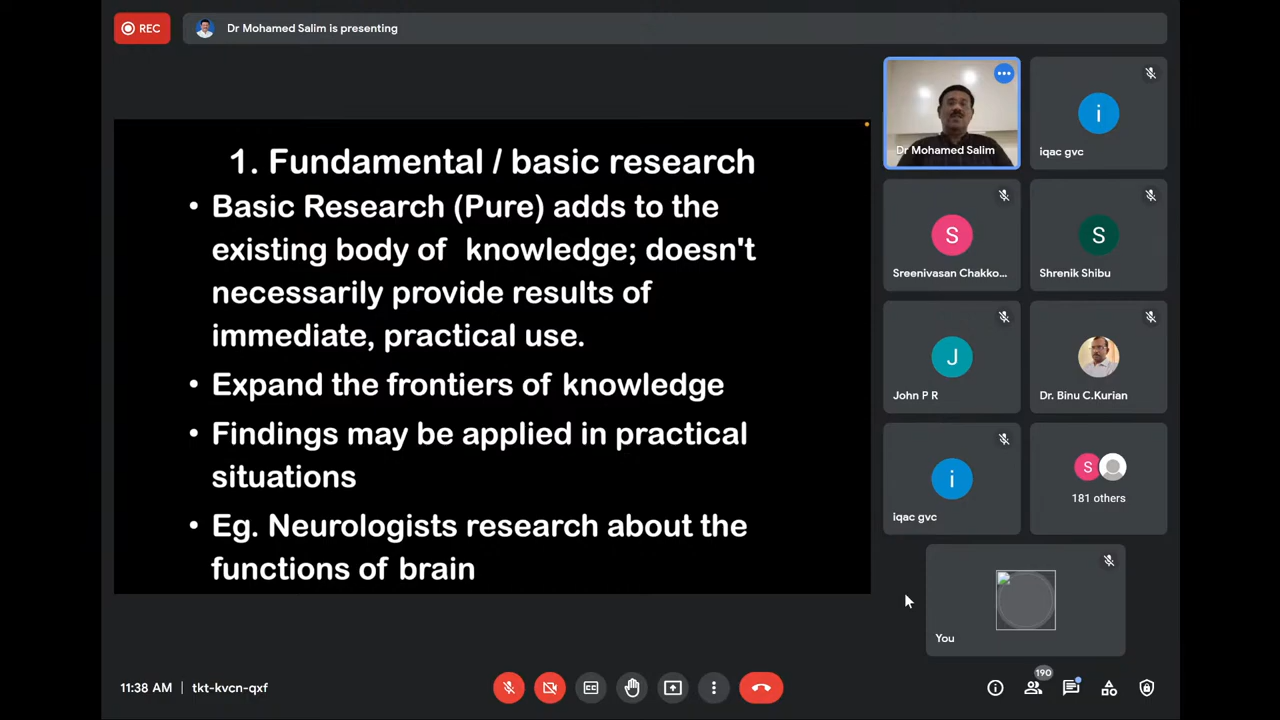 REC
Dr Mohamed Salim is presenting
1. Fundamental / basic research
• Basic Research (Pure) adds to the
existing body of knowledge; doesn't
necessarily provide results of
immediate, practical use.
• Expand the frontiers of knowledge
• Findings may be applied in practical
situations
• Eg. Neurologists research about the
functions of brain
Dr Mohamed Salim
i
iqac gvc
S
Sreenivasan Chakko...
S
Shrenik Shibu
J
John P R
Dr. Binu C.Kurian
i
iqac gvc
S
181 others
You
11:38 AM | tkt-kvcn-qxf
CC
190